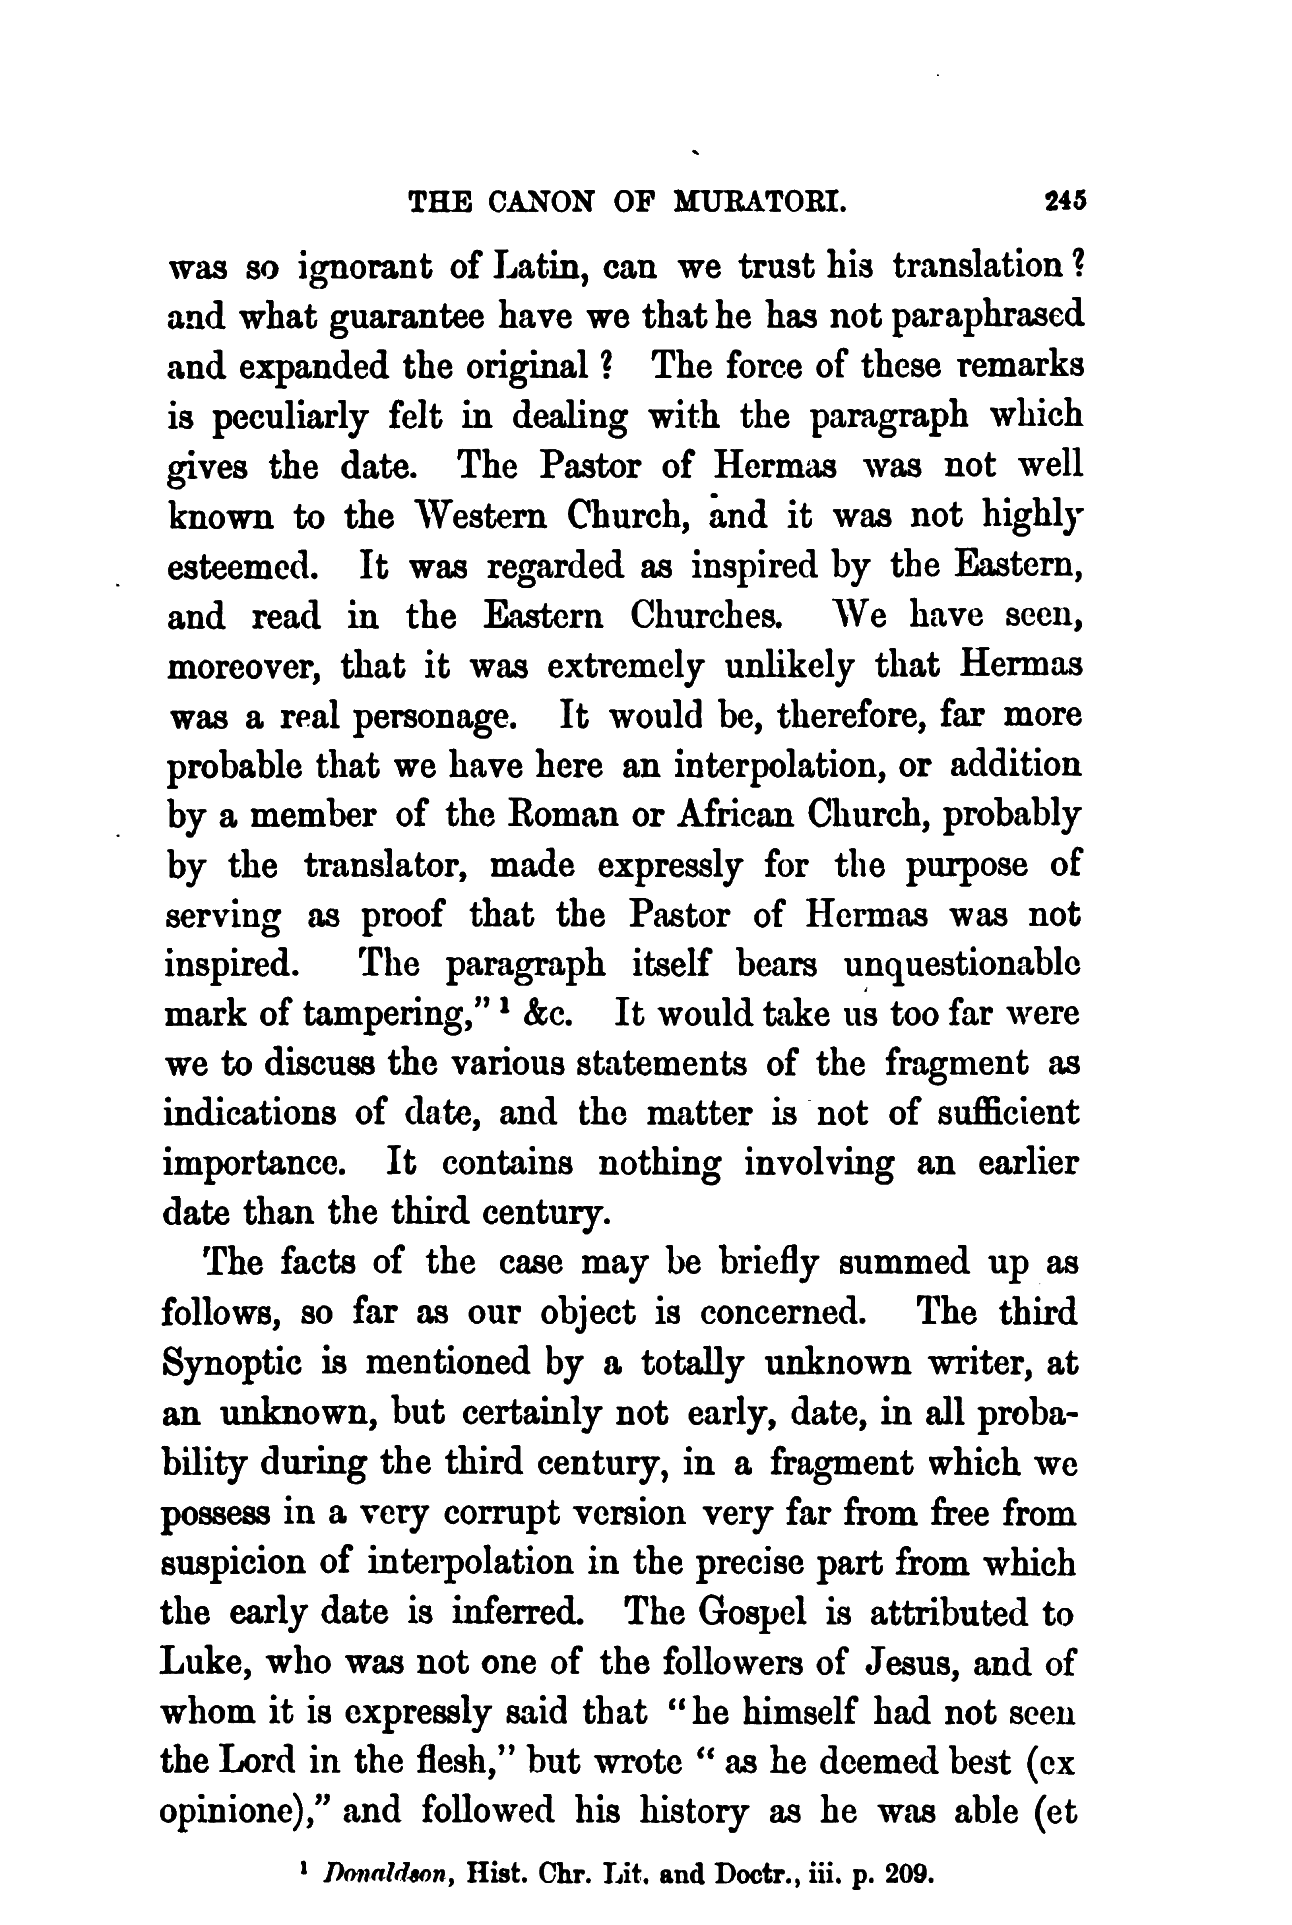 THE CANON OF MURATORI. 245
was so ignorant of Latin, can we trust his translation?
and what guarantee have we that he has not paraphrased
and expanded the original? The force of these remarks
is peculiarly felt in dealing with the paragraph which
gives the date. The Pastor of Hermas was not well
known to the Western Church, and it was not highly
esteemed. It was regarded as inspired by the Eastern,
and read in the Eastern Churches. We have seen,
moreover, that it was extremely unlikely that Hermas
was a real personage. It would be, therefore, far more
probable that we have here an interpolation, or addition
by a member of the Roman or African Church, probably
by the translator, made expressly for the purpose of
serving as proof that the Pastor of Hermas was not
inspired. The paragraph itself bears unquestionable
mark of tampering,” ¹ &c. It would take us too far were
we to discuss the various statements of the fragment as
indications of date, and the matter is not of sufficient
importance. It contains nothing involving an earlier
date than the third century.
The facts of the case may be briefly summed up as
follows, so far as our object is concerned. The third
Synoptic is mentioned by a totally unknown writer, at
an unknown, but certainly not early, date, in all proba-
bility during the third century, in a fragment which we
possess in a very corrupt version very far from free from
suspicion of interpolation in the precise part from which
the early date is inferred. The Gospel is attributed to
Luke, who was not one of the followers of Jesus, and of
whom it is expressly said that “he himself had not seen
the Lord in the flesh,” but wrote “as he deemed best (ex
opinione),” and followed his history as he was able (et
¹ Donaldson, Hist. Chr. Lit. and Doctr., iii. p. 209.